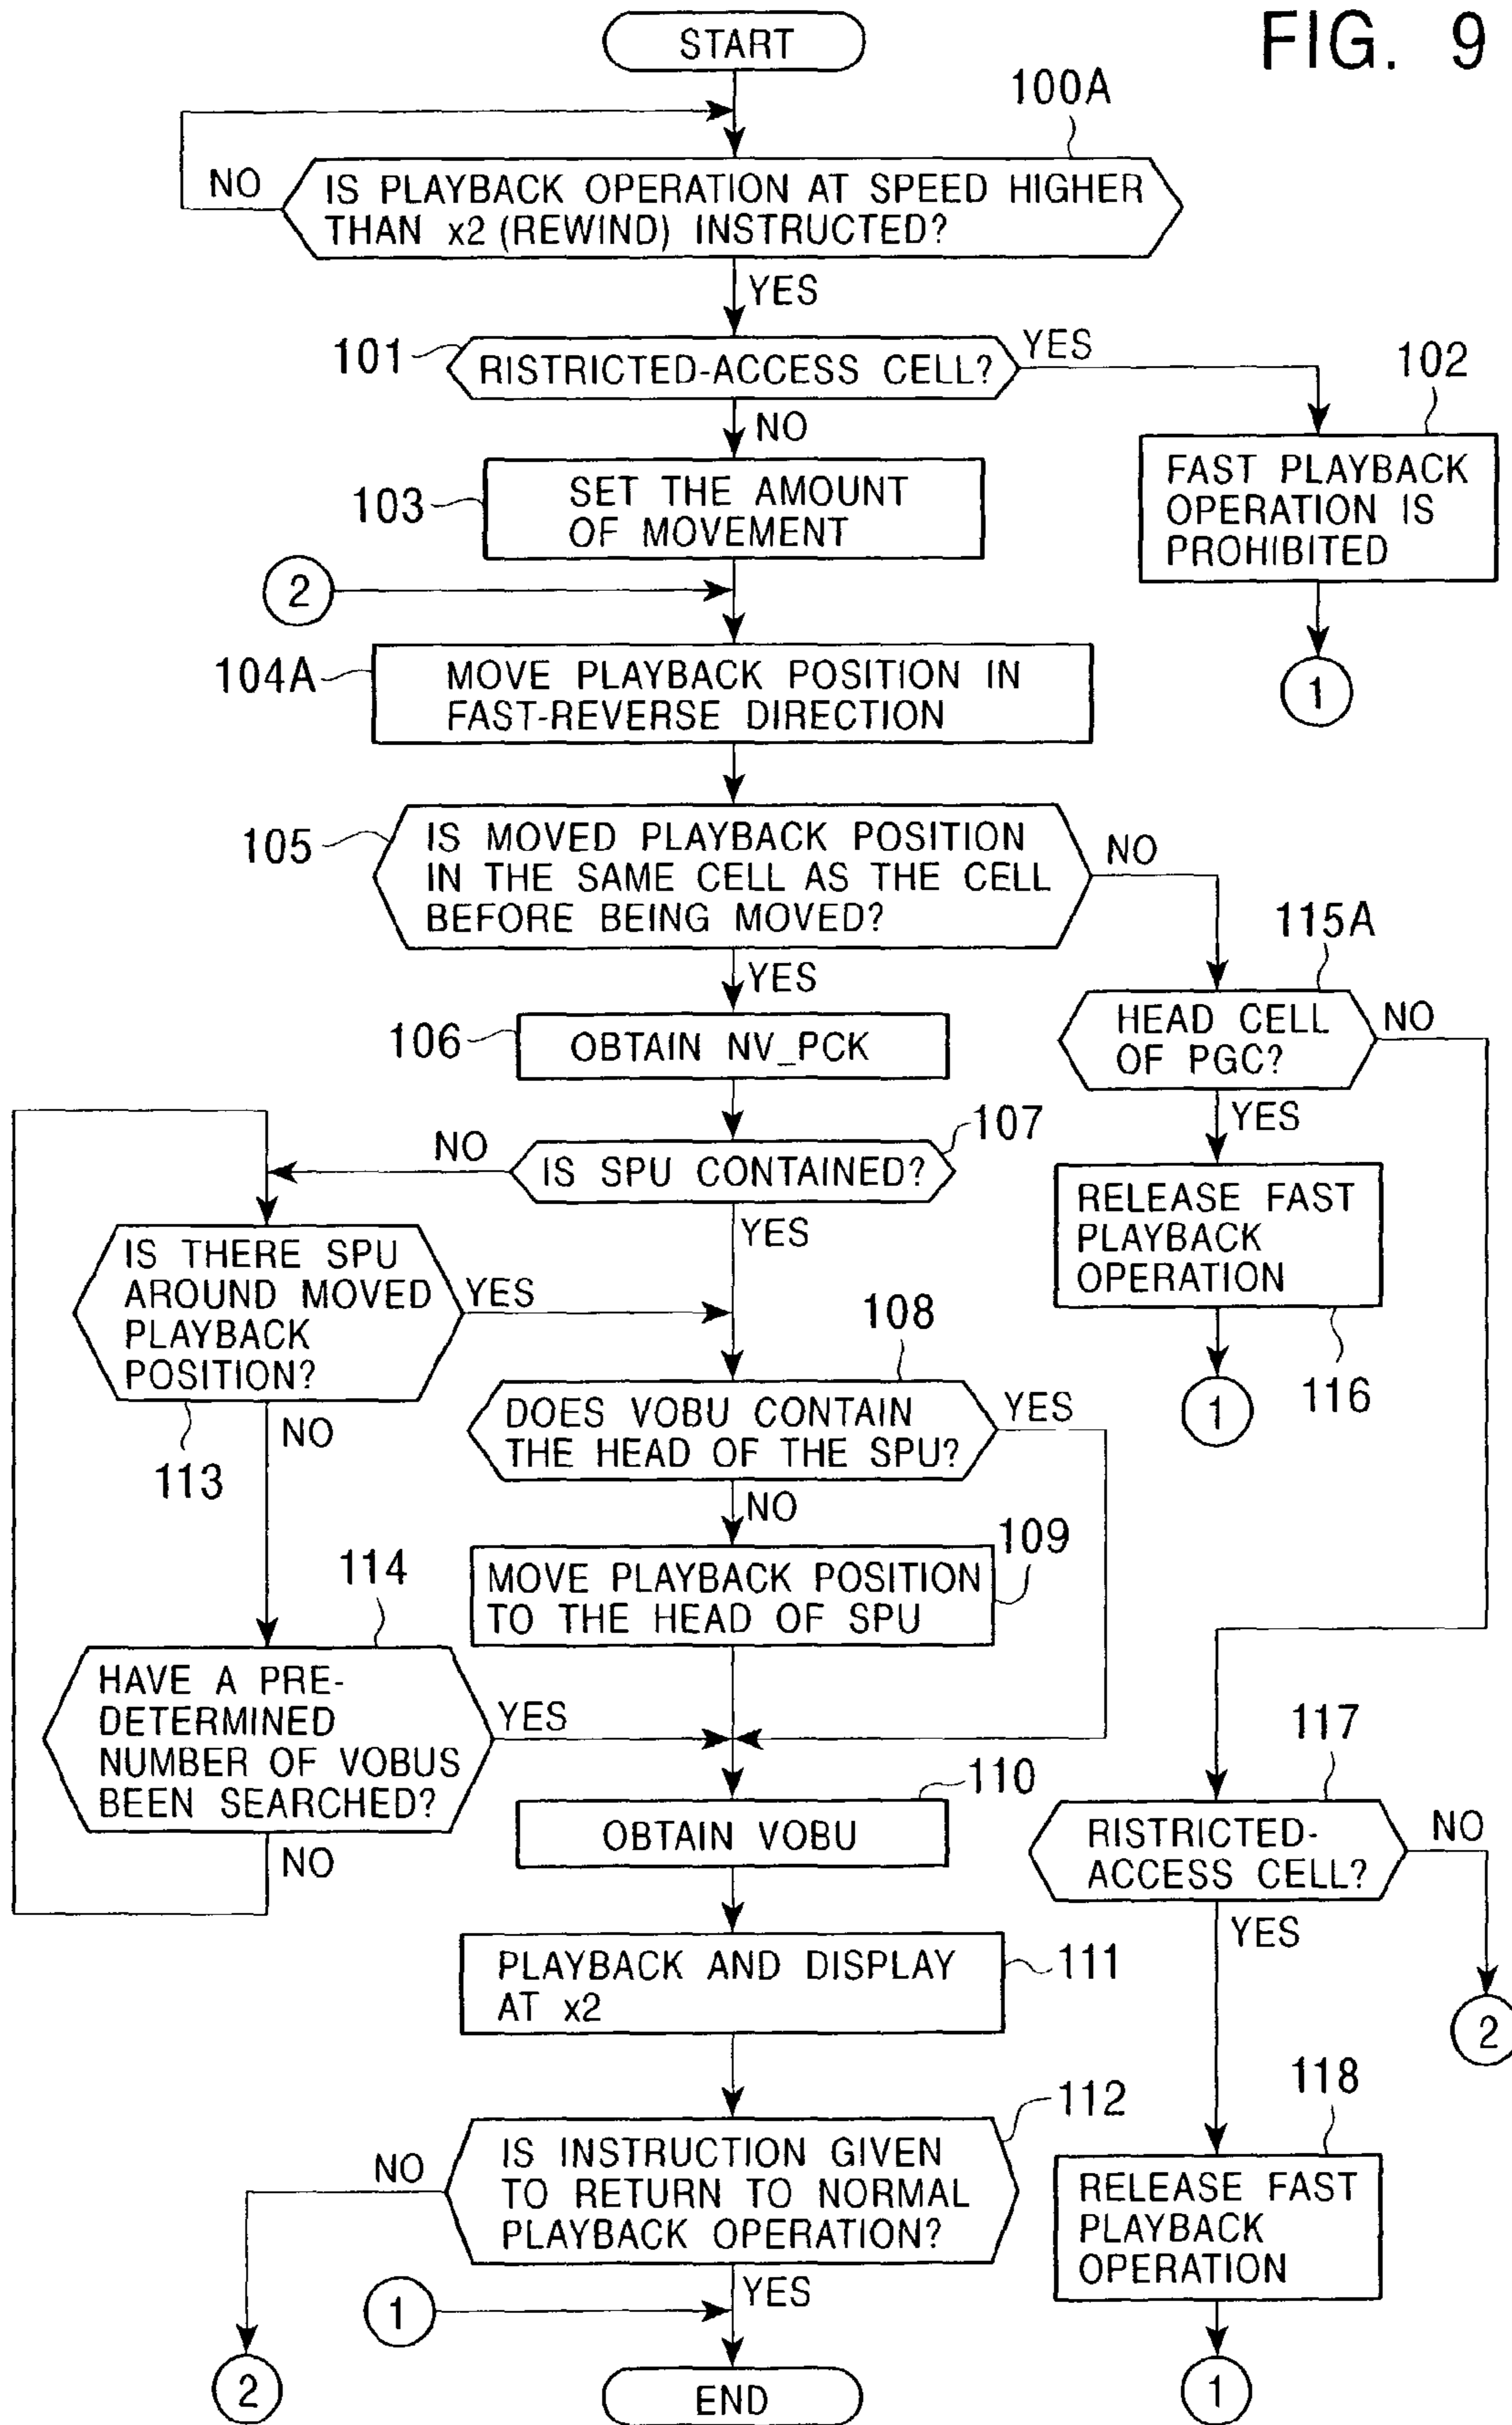 FIG. 9
START
100A
NO
IS PLAYBACK OPERATION AT SPEED HIGHER
THAN x2 (REWIND) INSTRUCTED?
YES
101
RISTRICTED-ACCESS CELL?
YES
102
NO
FAST PLAYBACK
OPERATION IS
PROHIBITED
103
SET THE AMOUNT
OF MOVEMENT
2
1
104A
MOVE PLAYBACK POSITION IN
FAST-REVERSE DIRECTION
105
IS MOVED PLAYBACK POSITION
IN THE SAME CELL AS THE CELL
BEFORE BEING MOVED?
NO
115A
YES
HEAD CELL
OF PGC?
NO
106
OBTAIN NV_PCK
YES
107
NO
IS SPU CONTAINED?
YES
RELEASE FAST
PLAYBACK
OPERATION
116
1
IS THERE SPU
AROUND MOVED
PLAYBACK
POSITION?
YES
113
NO
108
DOES VOBU CONTAIN
THE HEAD OF THE SPU?
YES
NO
109
MOVE PLAYBACK POSITION
TO THE HEAD OF SPU
114
HAVE A PRE-
DETERMINED
NUMBER OF VOBUS
BEEN SEARCHED?
YES
NO
117
110
OBTAIN VOBU
RISTRICTED-
ACCESS CELL?
NO
YES
2
PLAYBACK AND DISPLAY
AT x2
111
118
112
IS INSTRUCTION GIVEN
TO RETURN TO NORMAL
PLAYBACK OPERATION?
NO
YES
RELEASE FAST
PLAYBACK
OPERATION
1
2
END
1